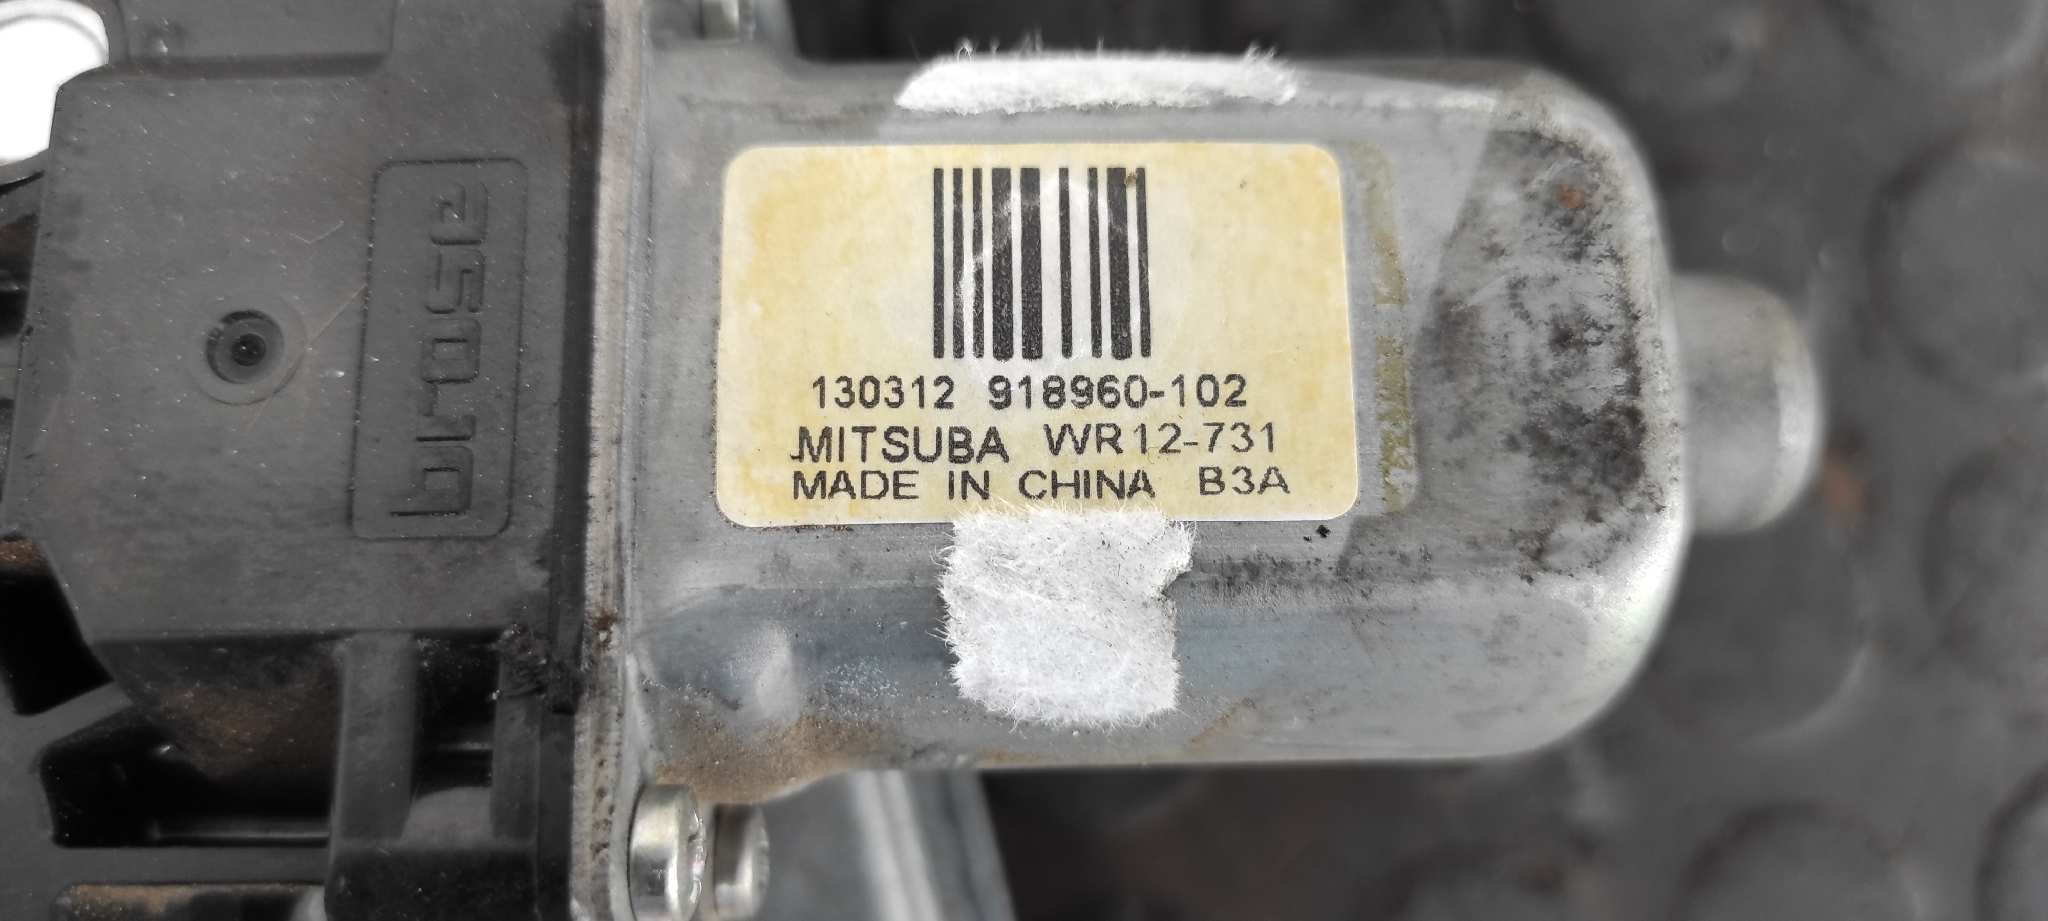 brose
130312 918960-102
MITSUBA WR12-731
MADE IN CHINA B3A